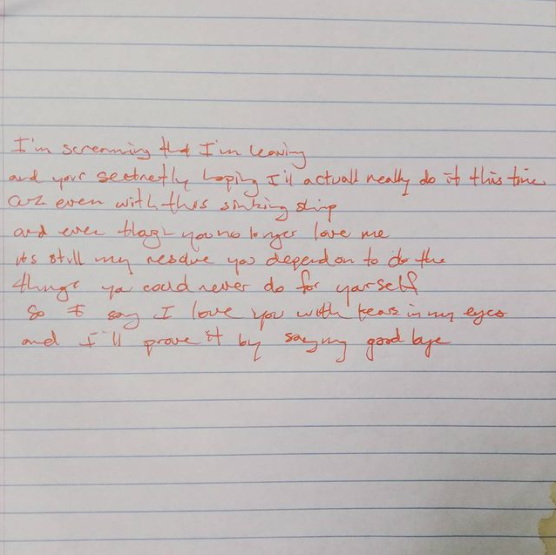 I'm screaming that I'm leaving
and your sectretly hoping I'll actuall really do it this time
even with this sinking ship
and even you no longer love me
its still my resolve you depend on to do the
things you could never do for yourself
So I say I love you with tears in my eyes
and I'll prove it by saying good bye